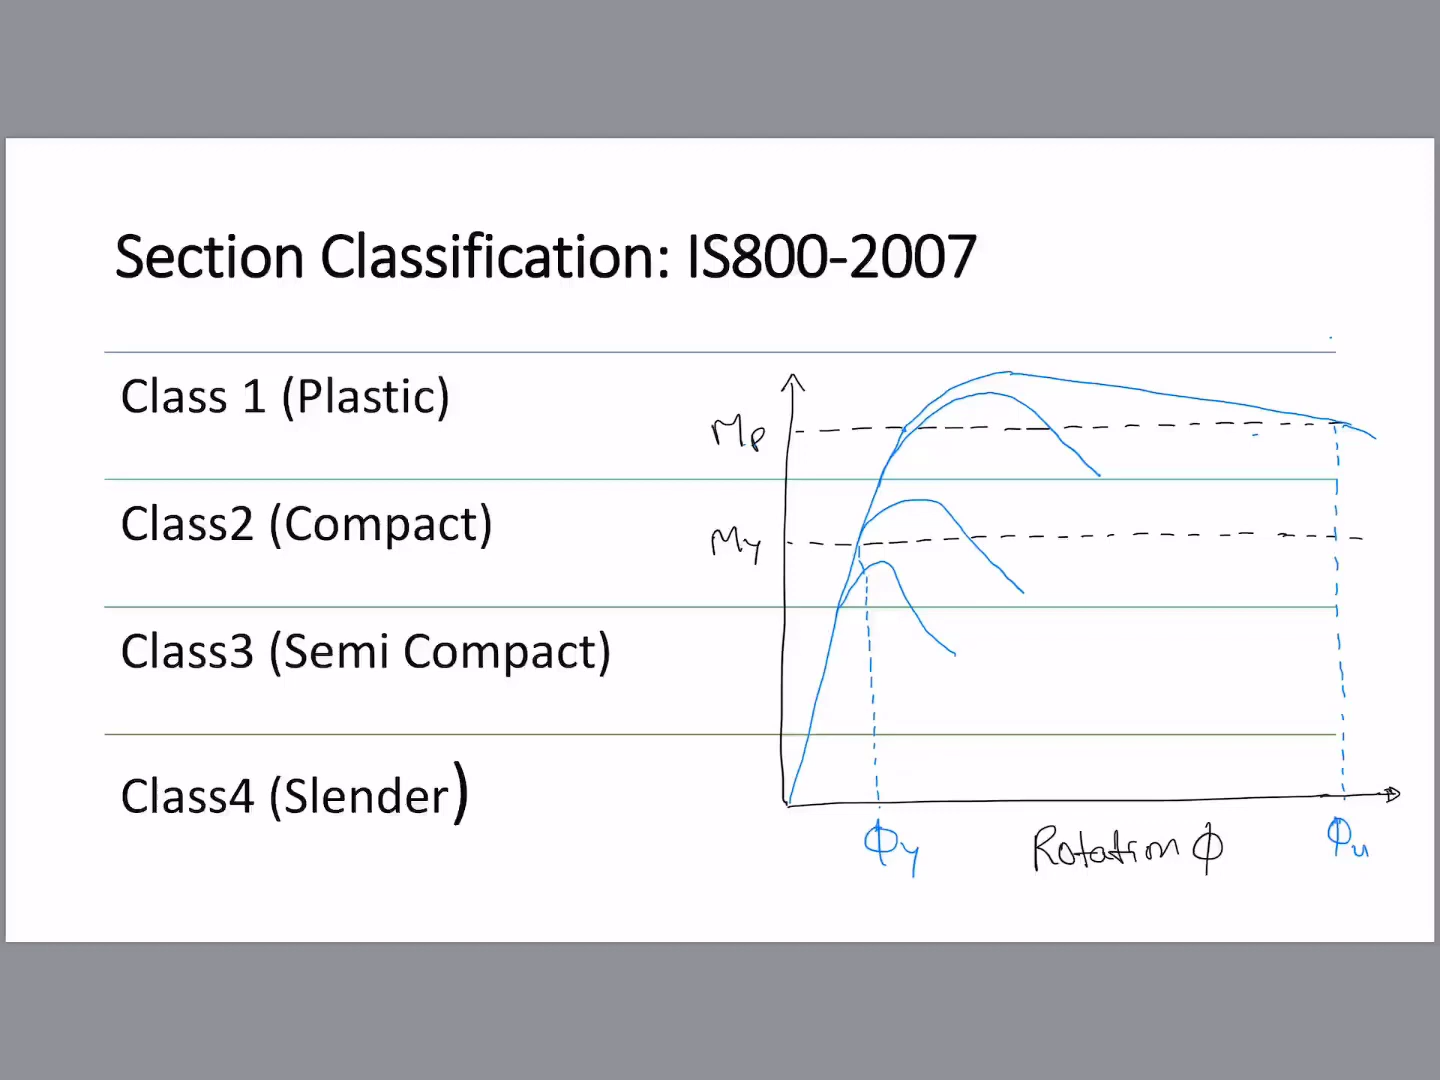 Section Classification: IS800-2007
Class 1 (Plastic)
Mp
Class2 (Compact)
My
Class3 (Semi Compact)
Class4 (Slender)
ϕy
Rotation ϕ
ϕu